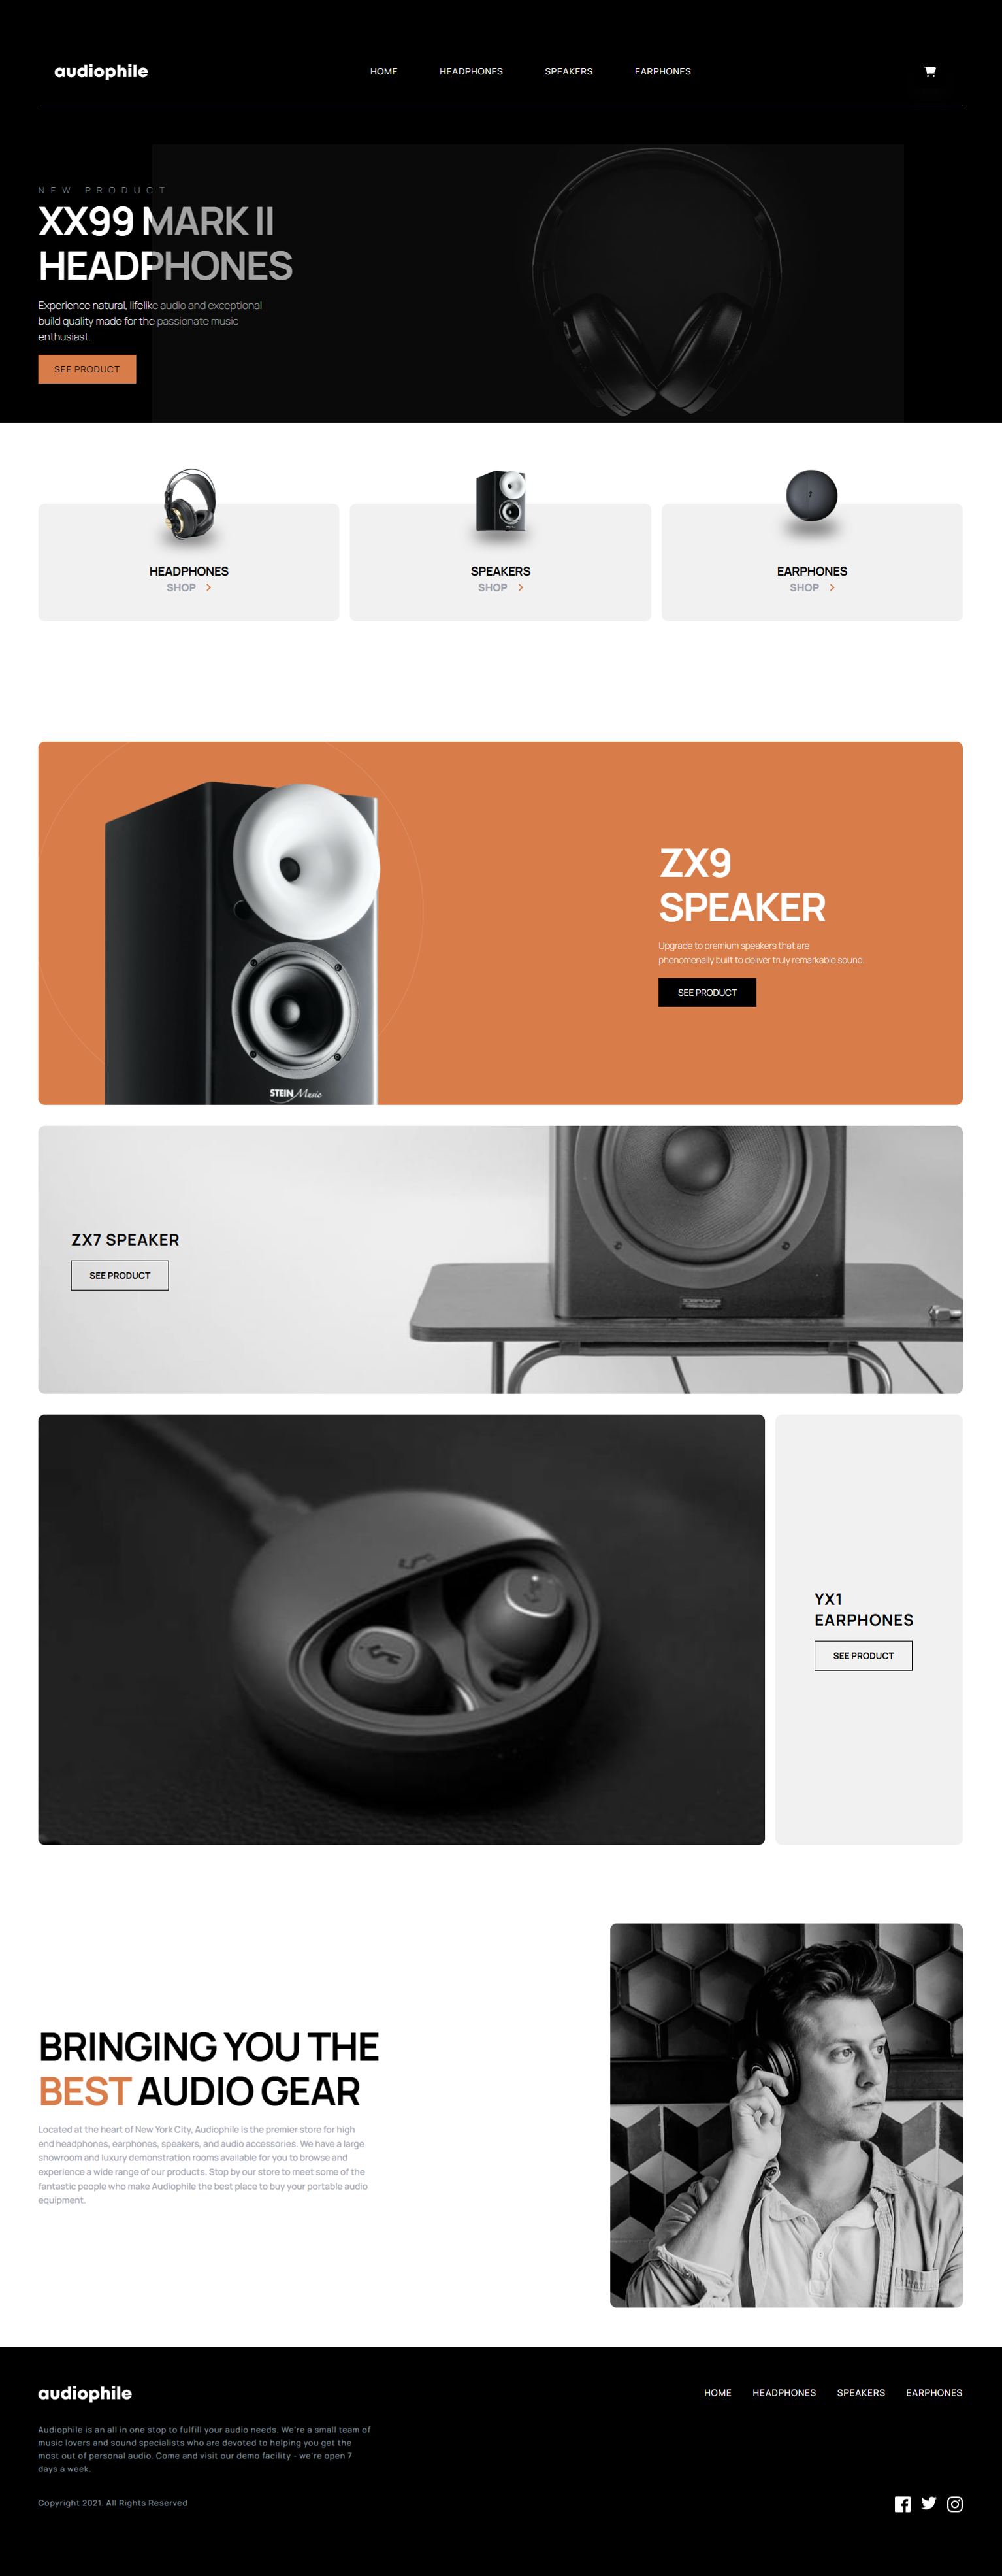 audiophile
HOME HEADPHONES SPEAKERS EARPHONES
NEW PRODUCT
XX99 MARK II
HEADPHONES
Experience natural, lifelike audio and exceptional
build quality made for the passionate music
enthusiast.
SEE PRODUCT
HEADPHONES
SHOP
SPEAKERS
SHOP
EARPHONES
SHOP
STEIN Music
ZX9
SPEAKER
Upgrade to premium speakers that are
phenomenally built to deliver truly remarkable sound.
SEE PRODUCT
ZX7 SPEAKER
SEE PRODUCT
YX1
EARPHONES
SEE PRODUCT
BRINGING YOU THE
BEST AUDIO GEAR
Located at the heart of New York City, Audiophile is the premier store for high
end headphones, earphones, speakers, and audio accessories. We have a large
showroom and luxury demonstration rooms available for you to browse and
experience a wide range of our products. Stop by our store to meet some of the
fantastic people who make Audiophile the best place to buy your portable audio
equipment.
audiophile
HOME HEADPHONES SPEAKERS EARPHONES
Audiophile is an all in one stop to fulfill your audio needs. We're a small team of
music lovers and sound specialists who are devoted to helping you get the
most out of personal audio. Come and visit our demo facility - we're open 7
days a week.
Copyright 2021. All Rights Reserved